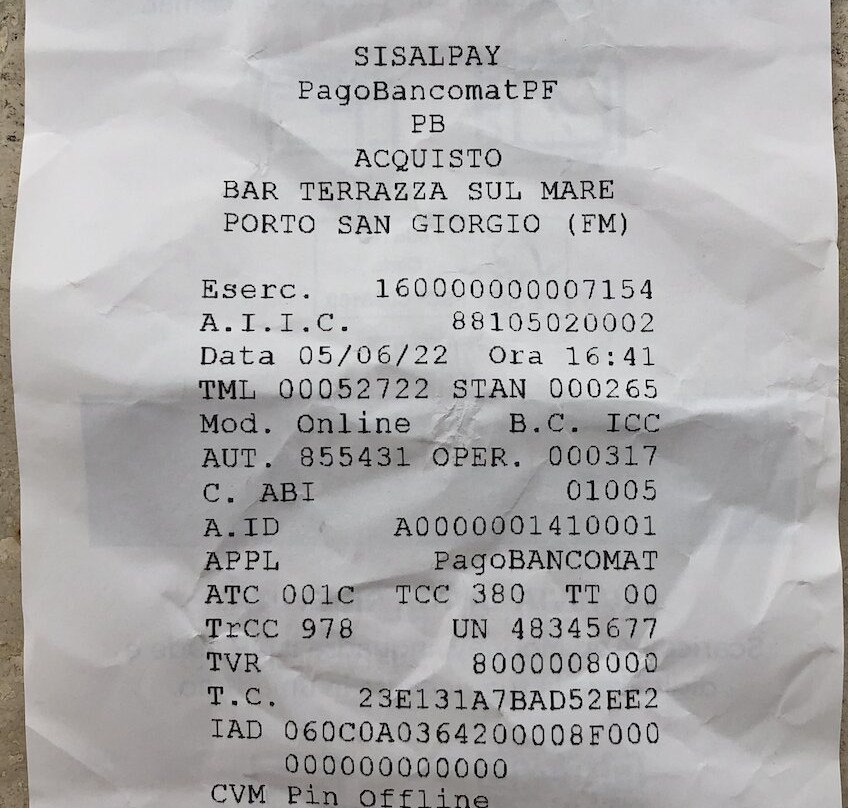 SISALPAY
PagoBancomatPF
PB
ACQUISTO
BAR TERRAZZA SUL MARE
PORTO SAN GIORGIO (FM)
Eserc. 160000000007154
A.I.I.C. 88105020002
Data 05/06/22 Ora 16:41
TML 00052722 STAN 000265
Mod. Online B.C. ICC
AUT. 855431 OPER. 000317
C. ABI 01005
A.ID A0000001410001
APPL PagoBANCOMAT
ATC 001C TCC 380 TT 00
TrCC 978 UN 48345677
TVR 8000008000
T.C. 23E131A7BAD52EE2
IAD 060C0A0364200008F000
000000000000
CVM Pin Offline